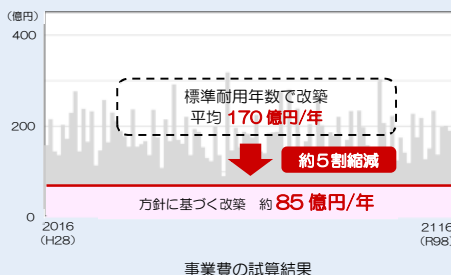 (億円)
400
標準耐用年数で改築
平均 170 億円/年
200
約5割縮減
方針に基づく改築 約 85 億円/年
0
2016
(H28)
2116
(R98)
事業費の試算結果